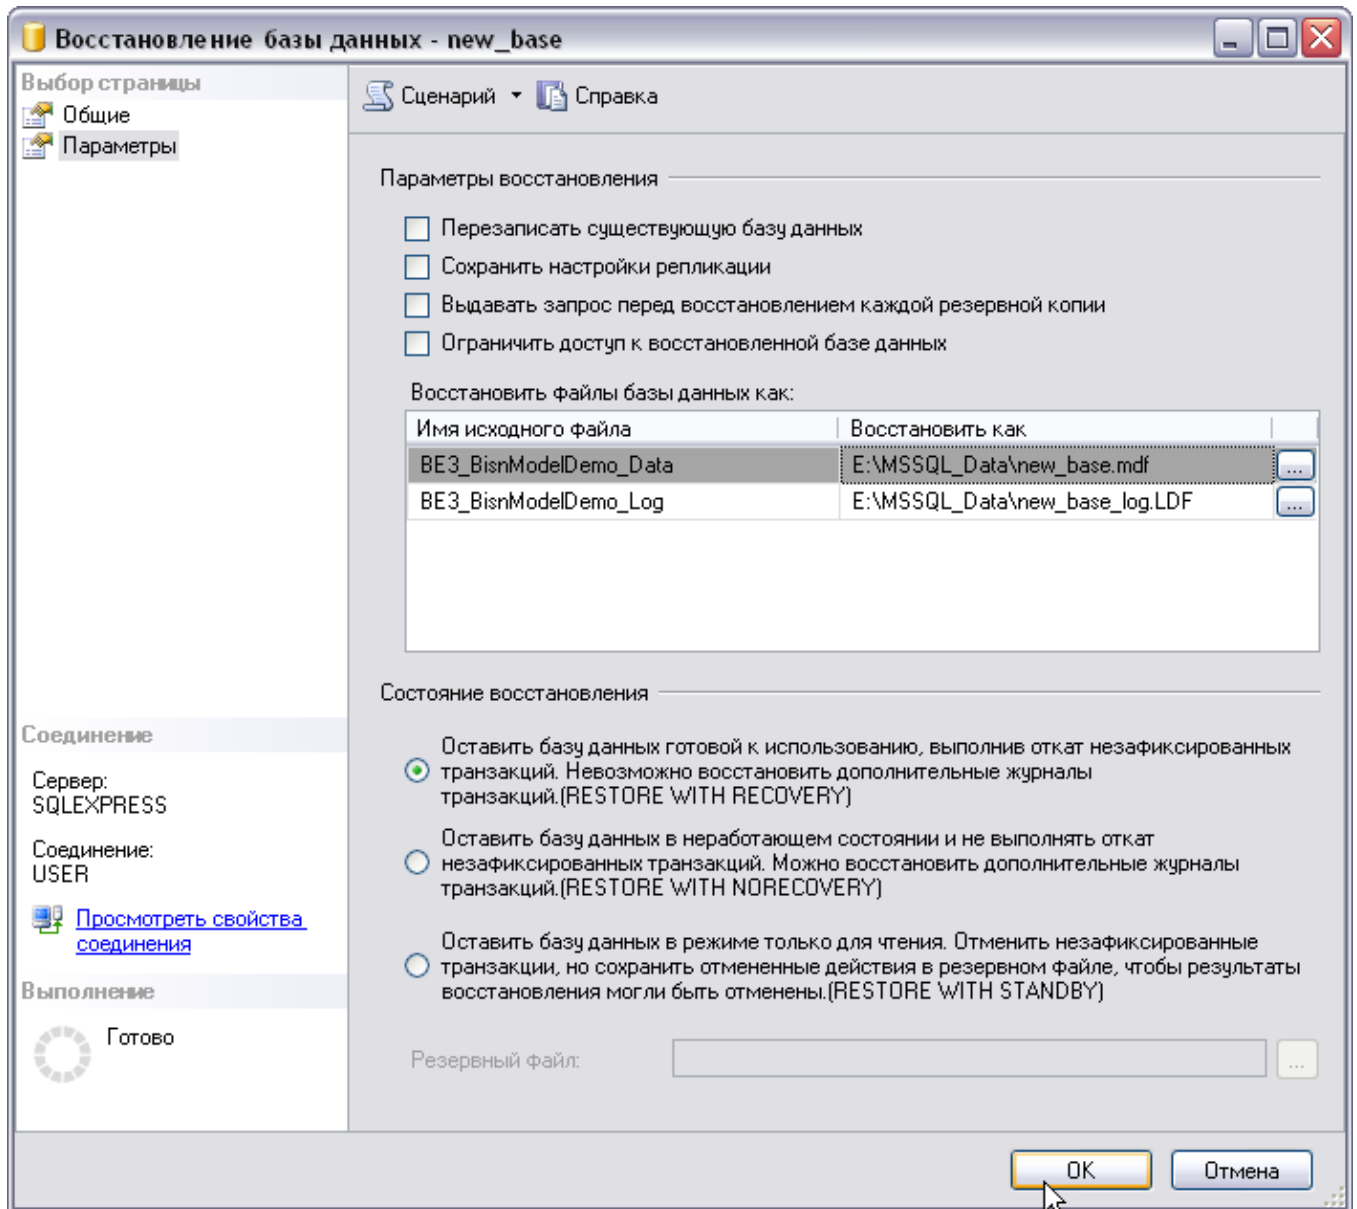 Восстановление базы данных - new_base
Выбор страницы
Общие
Параметры
Сценарий
Справка
Параметры восстановления
Перезаписать существующую базу данных
Сохранить настройки репликации
Выдавать запрос перед восстановлением каждой резервной копии
Ограничить доступ к восстановленной базе данных
Восстановить файлы базы данных как:
Имя исходного файла Восстановить как
BE3_BisnModelDemo_Data E:\MSSQL_Data\new_base.mdf ...
BE3_BisnModelDemo_Log E:\MSSQL_Data\new_base_log.LDF ...
Состояние восстановления
Оставить базу данных готовой к использованию, выполнив откат незафиксированных
транзакций. Невозможно восстановить дополнительные журналы
транзакций.(RESTORE WITH RECOVERY)
Оставить базу данных в неработающем состоянии и не выполнять откат
незафиксированных транзакций. Можно восстановить дополнительные журналы
транзакций.(RESTORE WITH NORECOVERY)
Оставить базу данных в режиме только для чтения. Отменить незафиксированные
транзакции, но сохранить отмененные действия в резервном файле, чтобы результаты
восстановления могли быть отменены.(RESTORE WITH STANDBY)
Резервный файл: ...
Соединение
Сервер:
SQLEXPRESS
Соединение:
USER
Просмотреть свойства
соединения
Выполнение
Готово
OK Отмена